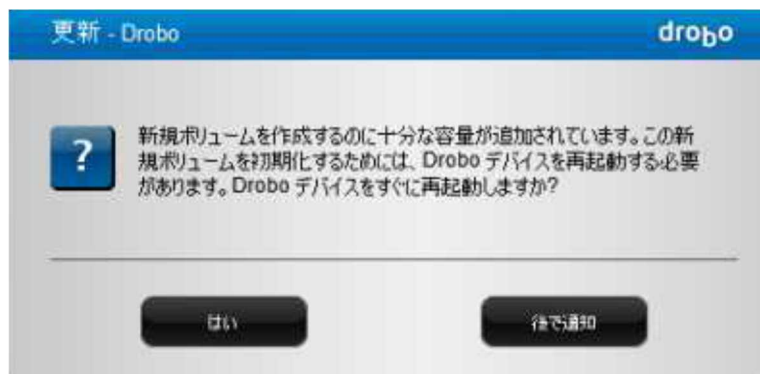 更新 - Drobo
drobo
?
新規ボリュームを作成するのに十分な容量が追加されています。この新
規ボリュームを初期化するためには、Drobo デバイスを再起動する必要
があります。Drobo デバイスをすぐに再起動しますか?
はい
後で通知